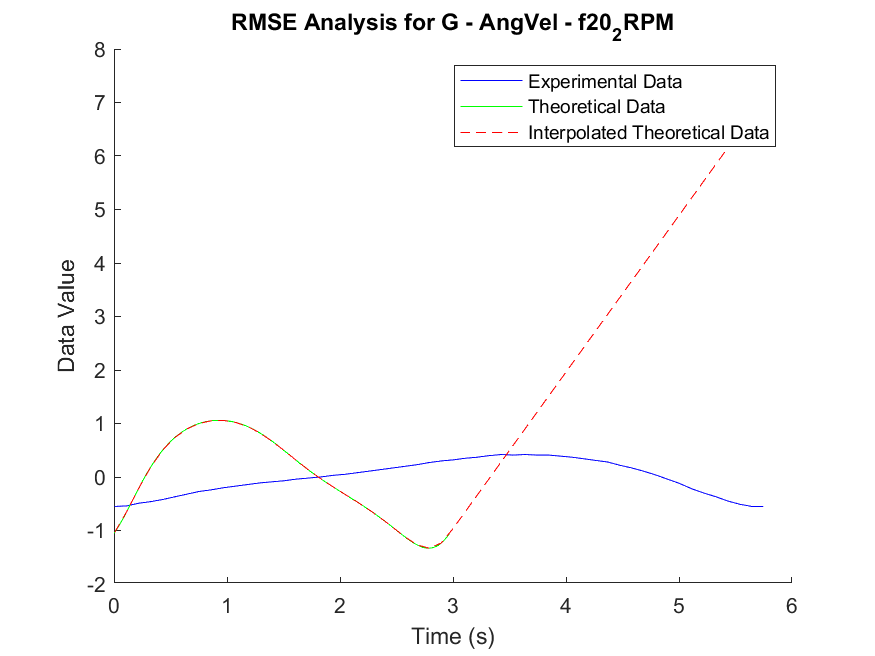 RMSE Analysis for G - AngVel - f20₂RPM
8
7
6
5
4
3
2
1
0
-1
-2
Data Value
Experimental Data
Theoretical Data
Interpolated Theoretical Data
0 1 2 3 4 5 6
Time (s)